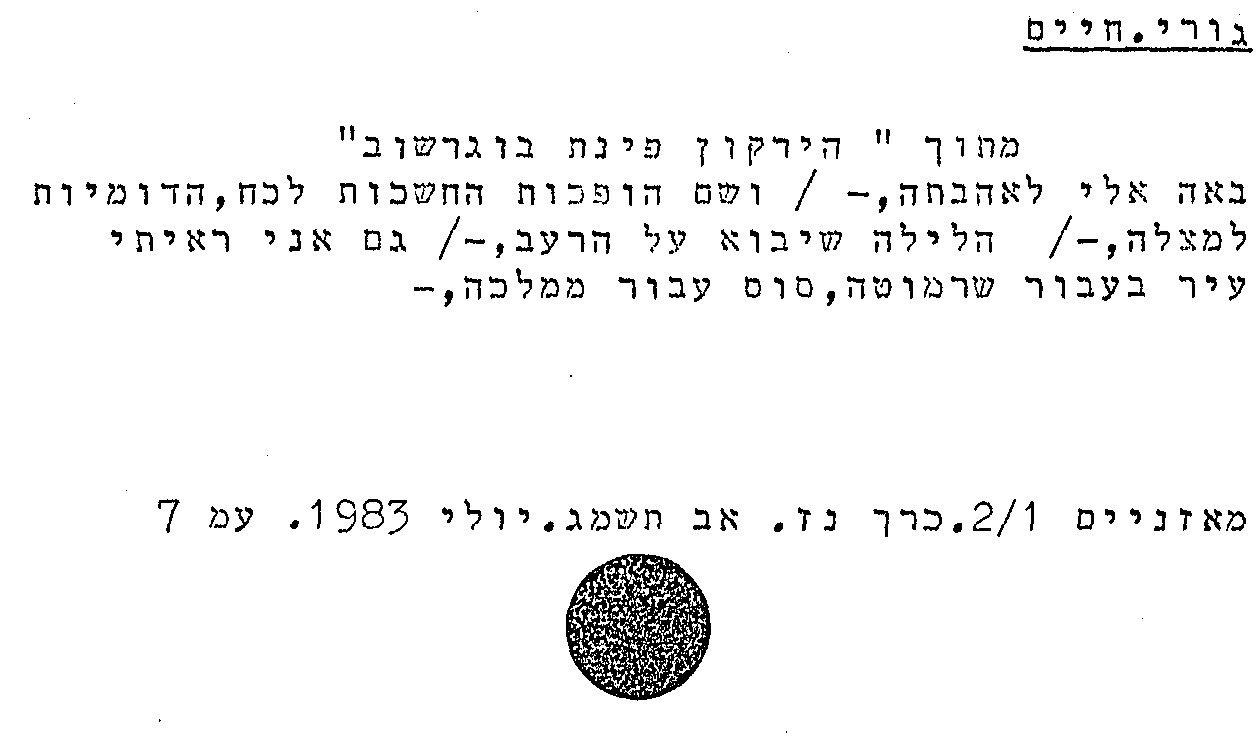 גורי.חיים
מתוך " הירקון פינת בוגרשוב"
באה אלי לאהבתה,- / ושם הופכות החשכות לכח,הדומיות
למצלה,-/ הלילה שיבוא על הרעב,-/ גם אני ראיתי
עיר בעבור שרמוטה,סוס עבור ממלכה,-
מאזניים 2/1.כרך נז. אב תשמג.יולי 1983. עמ 7